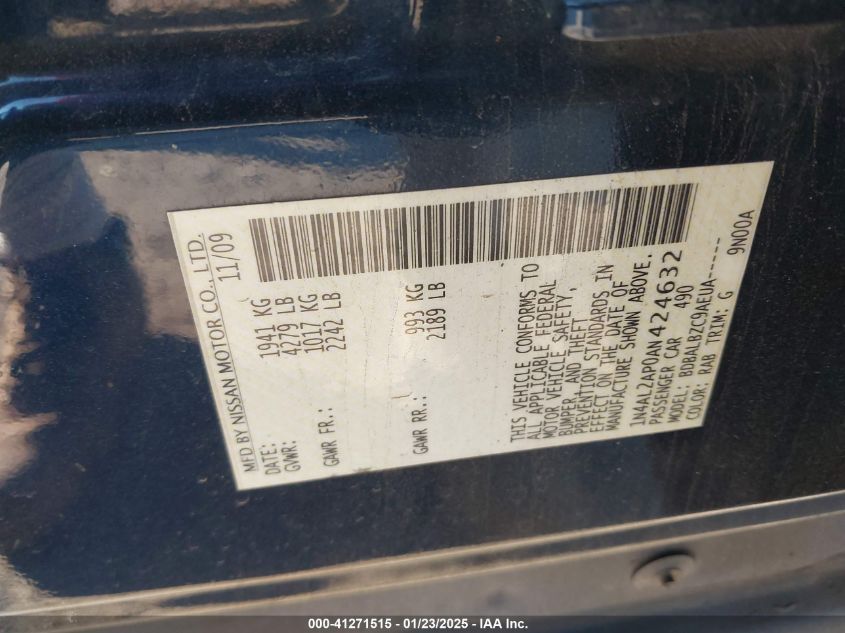 MFD BY NISSAN MOTOR CO., LTD.
DATE: 11/09
GVWR: 1941 KG
4279 LB
GAWR FR.: 1017 KG
2242 LB
GAWR RR.: 993 KG
2189 LB
THIS VEHICLE CONFORMS TO
ALL APPLICABLE FEDERAL
MOTOR VEHICLE SAFETY,
BUMPER, AND THEFT
PREVENTION STANDARDS IN
EFFECT ON THE DATE OF
MANUFACTURE SHOWN ABOVE.
1N4AL2AP0AN424632
PASSENGER CAR 490
MODEL: BDBALBZC9AEUA-----
COLOR: RAB TRIM: G 9N00A
000-41271515 - 01/23/2025 - IAA Inc.